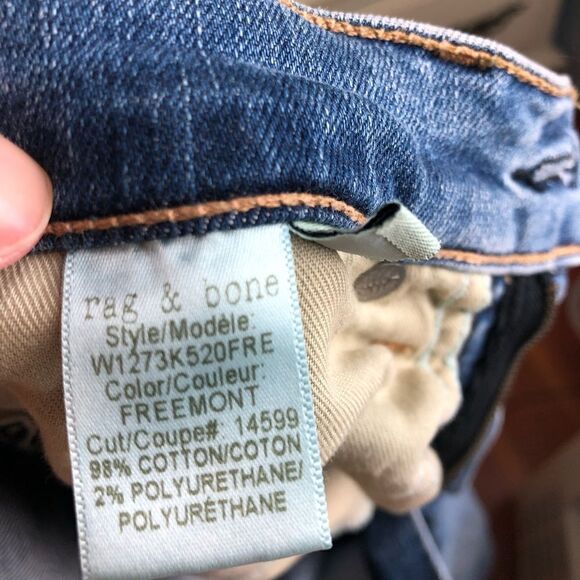 rag & bone
Style/Modèle:
W1273K520FRE
Color/Couleur:
FREEMONT
Cut/Coupe#: 14599
98% COTTON/COTON
2% POLYURETHANE/
POLYURÉTHANE